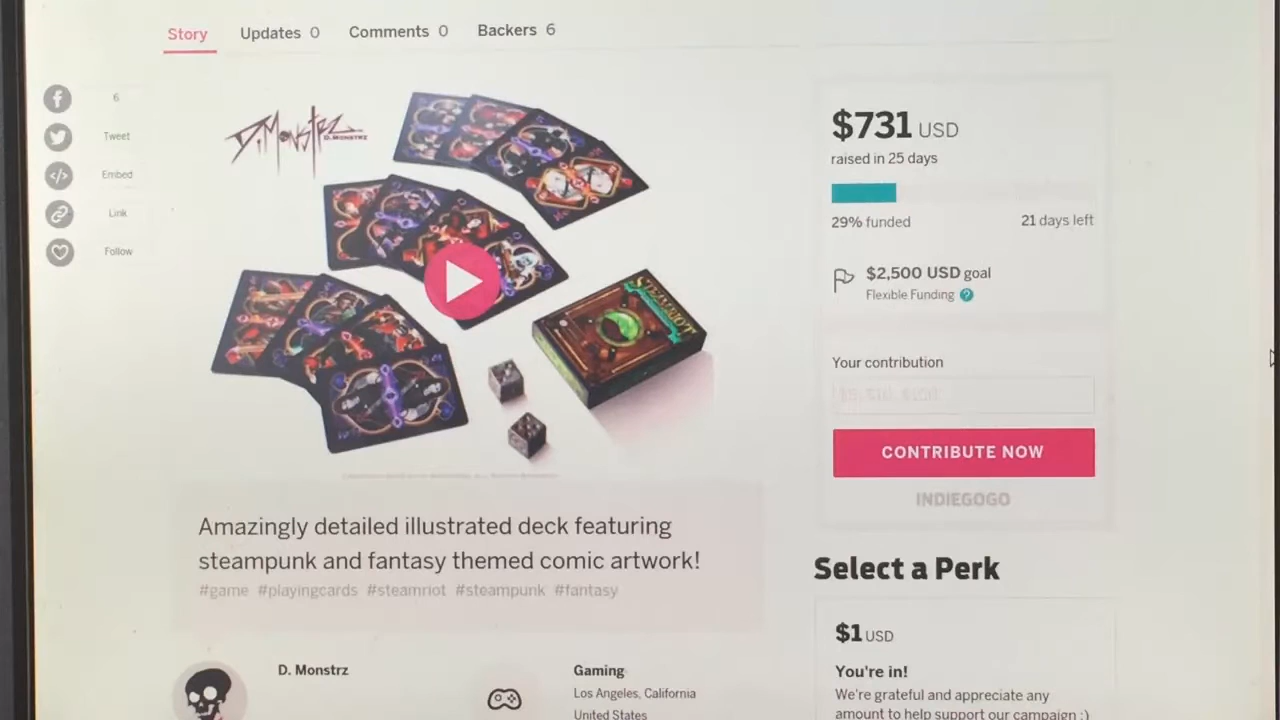 Story Updates 0 Comments 0 Backers 6
6
Tweet
Embed
Link
Follow
D.Monstrz
D. MONSTRZ
STEAMRIOT
$731 USD
raised in 25 days
29% funded 21 days left
$2,500 USD goal
Flexible Funding ?
Your contribution
CONTRIBUTE NOW
INDIEGOGO
Amazingly detailed illustrated deck featuring
steampunk and fantasy themed comic artwork!
#game #playingcards #steamriot #steampunk #fantasy
Select a Perk
$1 USD
You're in!
We're grateful and appreciate any
amount to help support our campaign :)
D. Monstrz
Gaming
Los Angeles, California
United States